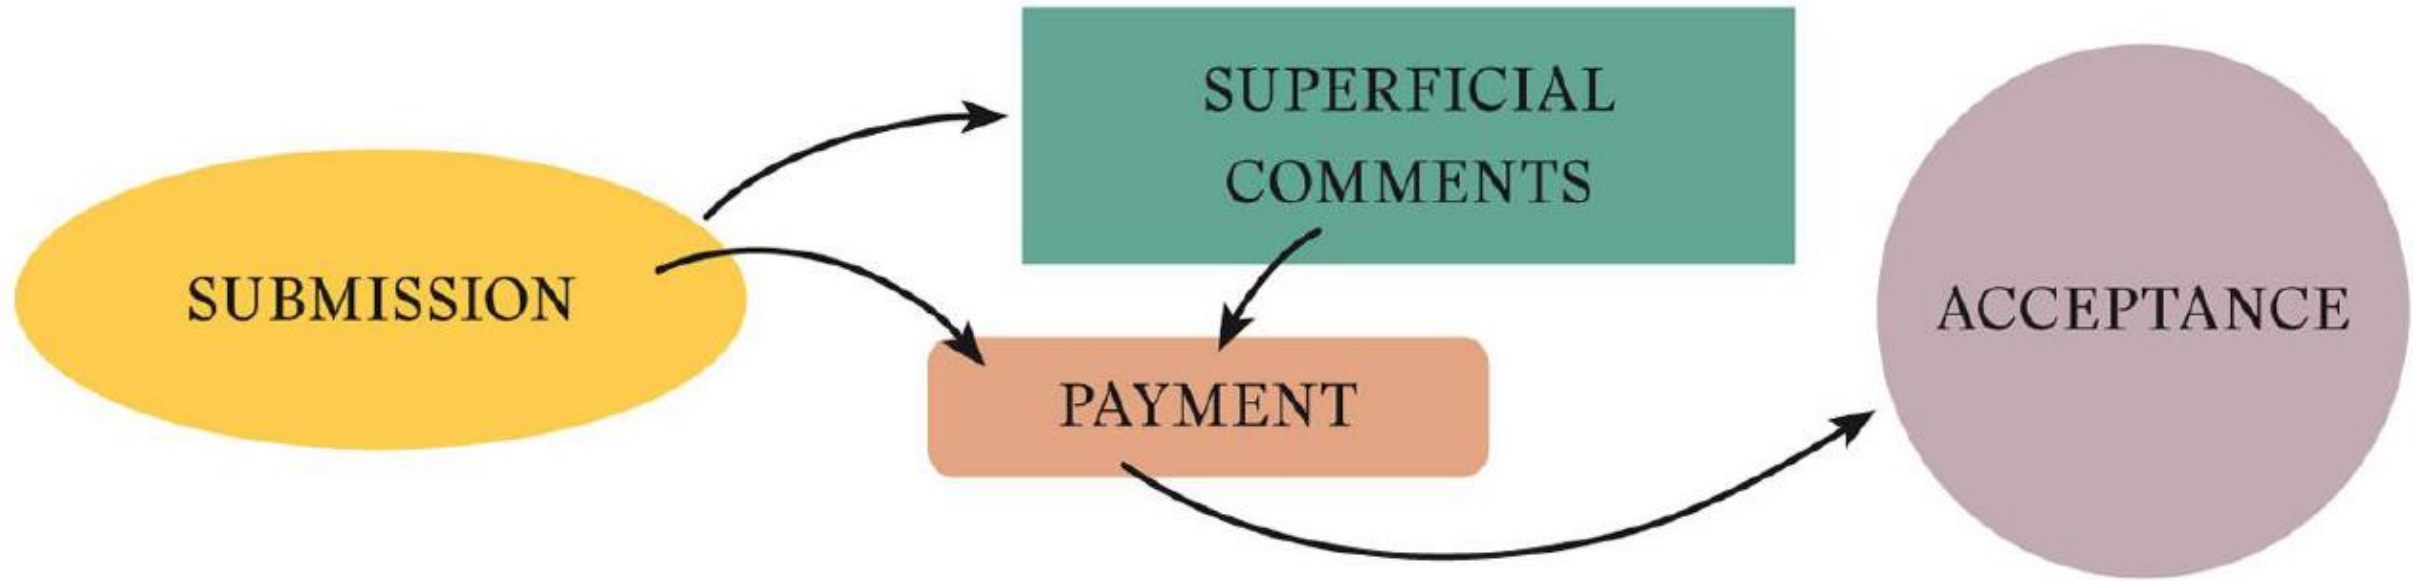 SUBMISSION
SUPERFICIAL
COMMENTS
PAYMENT
ACCEPTANCE